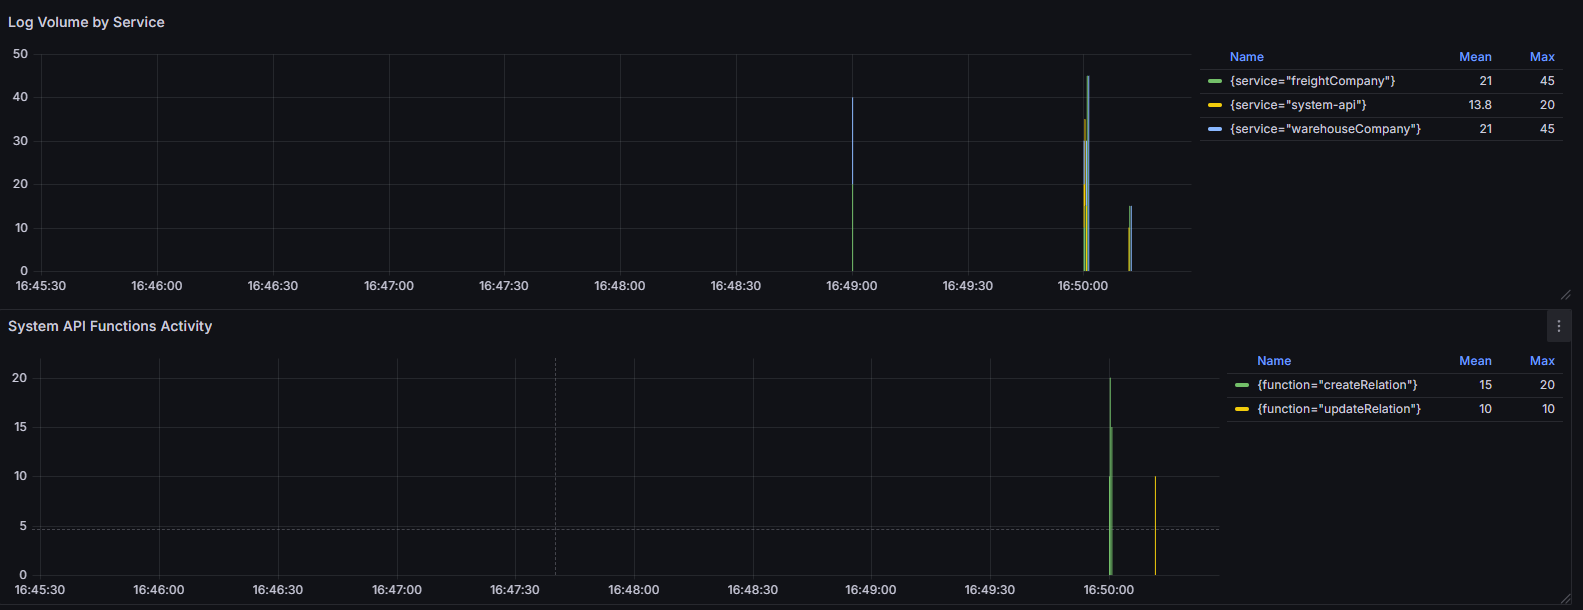 Log Volume by Service
50
40
30
20
10
0
16:45:30 16:46:00 16:46:30 16:47:00 16:47:30 16:48:00 16:48:30 16:49:00 16:49:30 16:50:00
Name Mean Max
{service="freightCompany"} 21 45
{service="system-api"} 13.8 20
{service="warehouseCompany"} 21 45
System API Functions Activity
20
15
10
5
0
16:45:30 16:46:00 16:46:30 16:47:00 16:47:30 16:48:00 16:48:30 16:49:00 16:49:30 16:50:00
Name Mean Max
{function="createRelation"} 15 20
{function="updateRelation"} 10 10